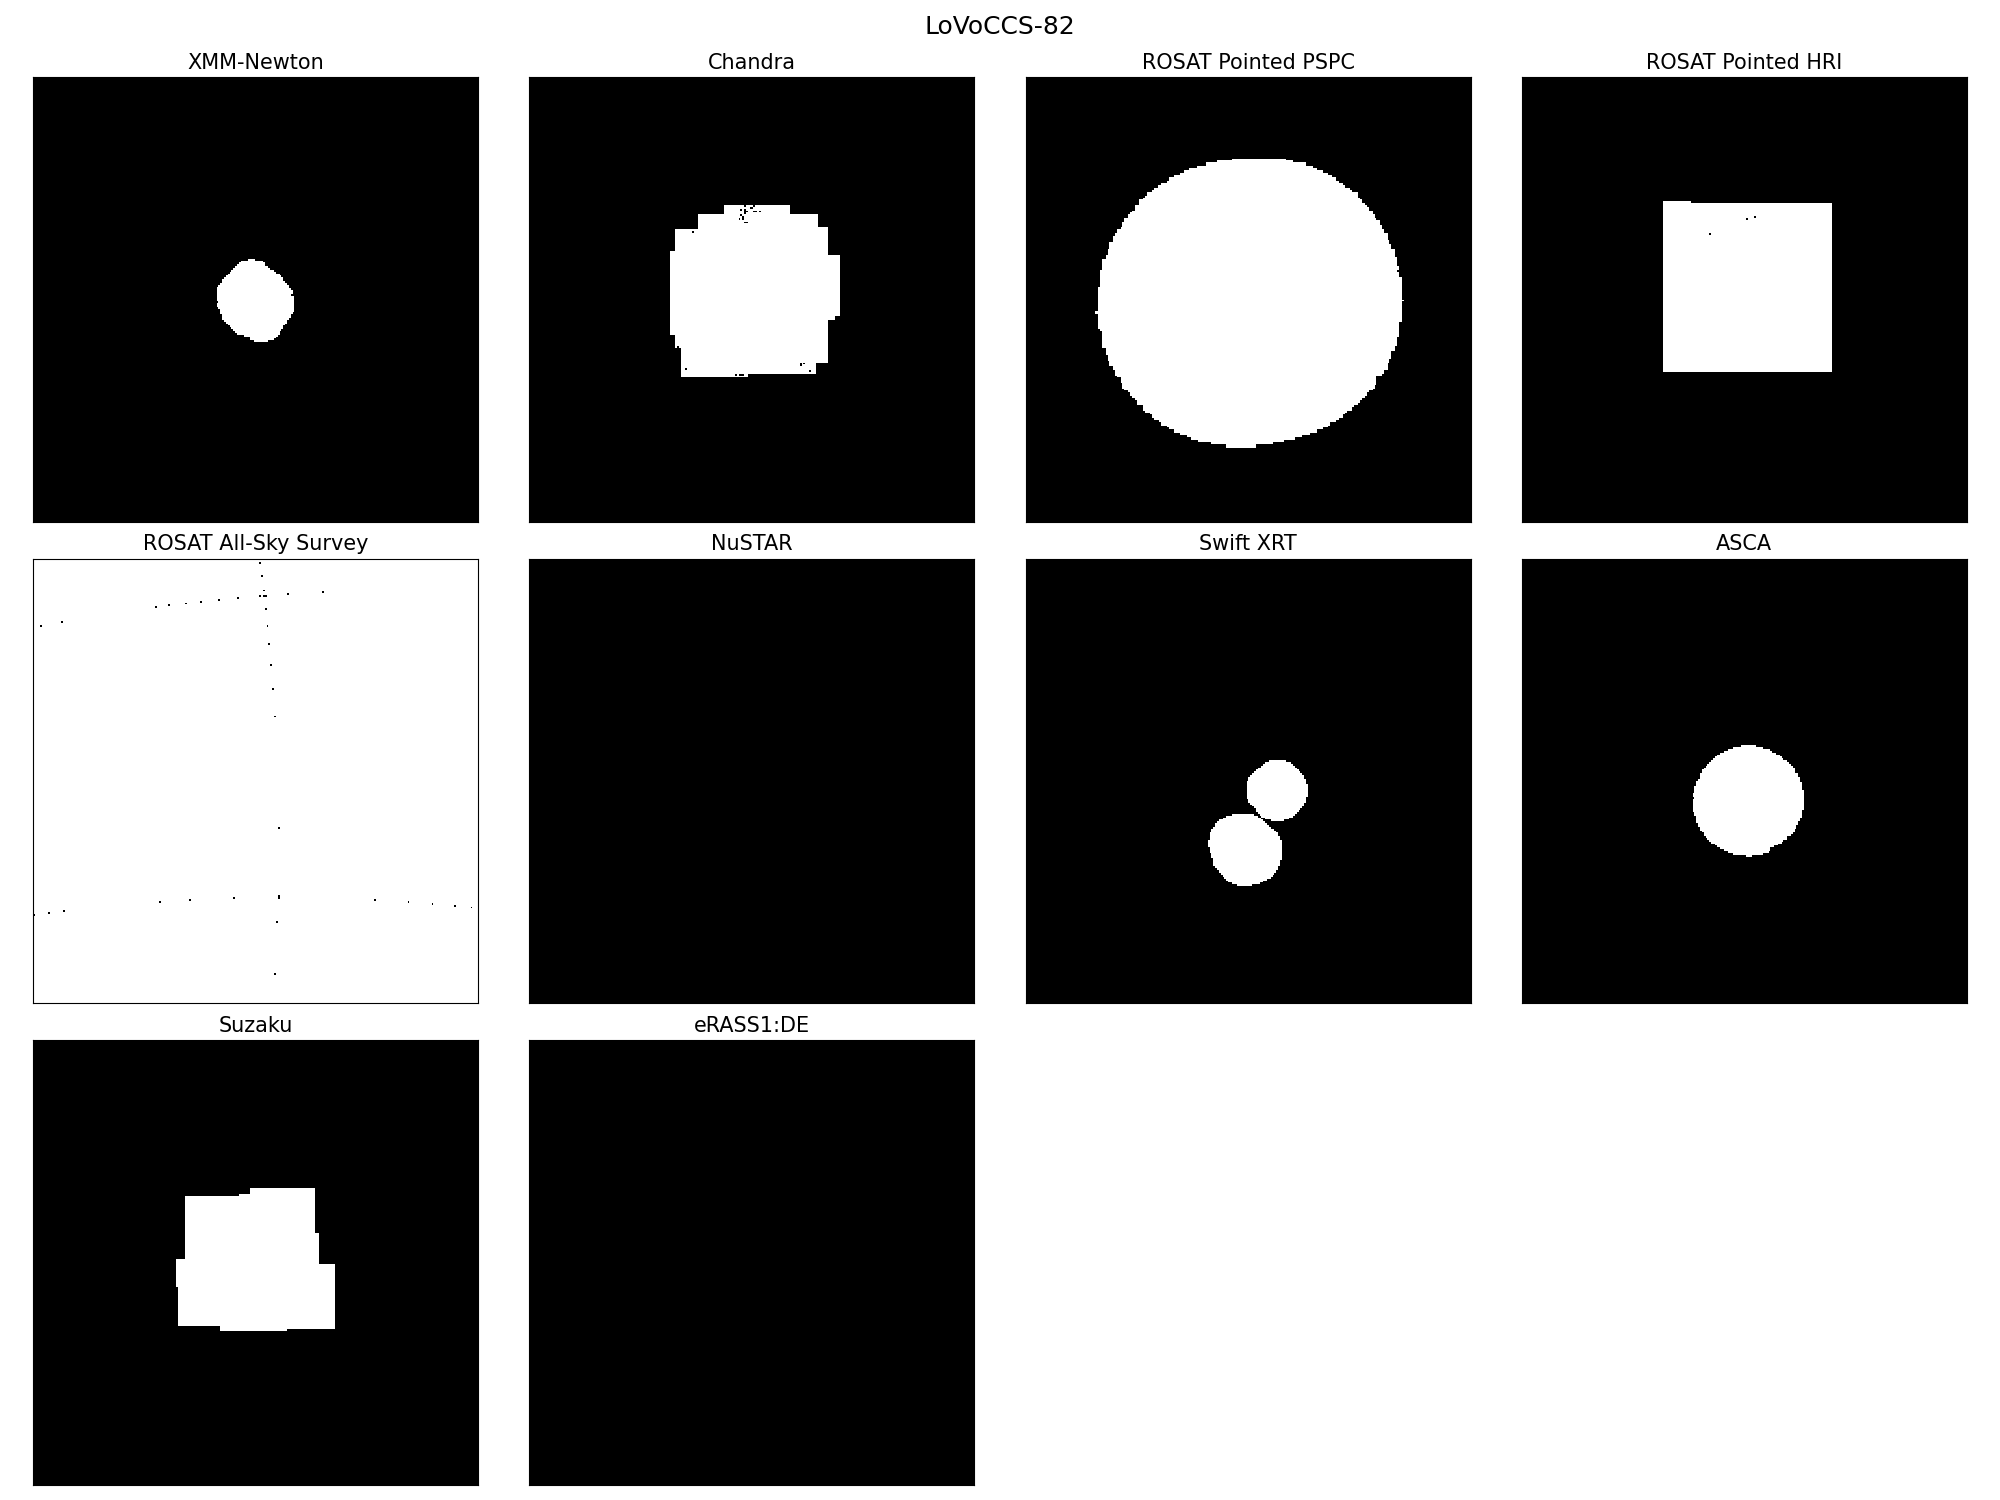 LoVoCCS-82
XMM-Newton
Chandra
ROSAT Pointed PSPC
ROSAT Pointed HRI
ROSAT All-Sky Survey
NuSTAR
Swift XRT
ASCA
Suzaku
eRASS1:DE